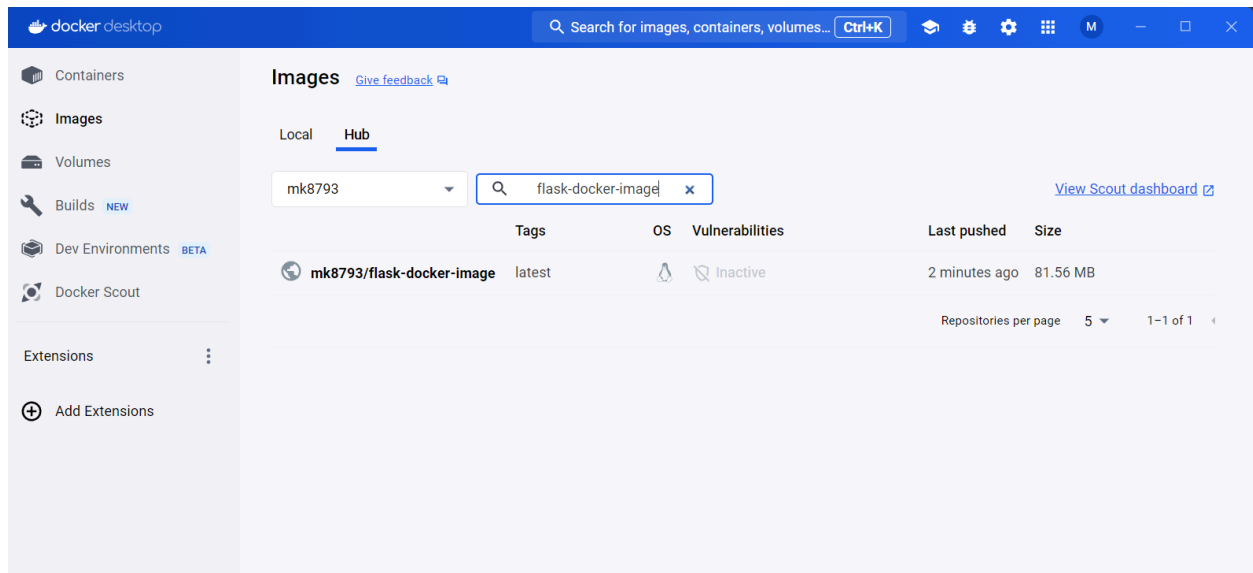 docker desktop
Search for images, containers, volumes... Ctrl+K
M
Containers
Images
Volumes
Builds NEW
Dev Environments BETA
Docker Scout
Extensions
Add Extensions
Images Give feedback
Local Hub
mk8793 flask-docker-image View Scout dashboard
Tags OS Vulnerabilities Last pushed Size
mk8793/flask-docker-image latest Inactive 2 minutes ago 81.56 MB
Repositories per page 5 1–1 of 1